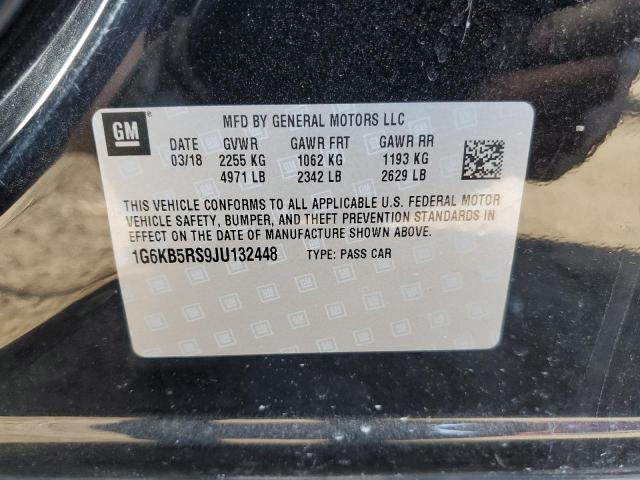 GM ® MFD BY GENERAL MOTORS LLC
DATE GVWR GAWR FRT GAWR RR
03/18 2255 KG 1062 KG 1193 KG
4971 LB 2342 LB 2629 LB
THIS VEHICLE CONFORMS TO ALL APPLICABLE U.S. FEDERAL MOTOR
VEHICLE SAFETY, BUMPER, AND THEFT PREVENTION STANDARDS IN
EFFECT ON THE DATE OF MANUFACTURE SHOWN ABOVE.
1G6KB5RS9JU132448 TYPE: PASS CAR